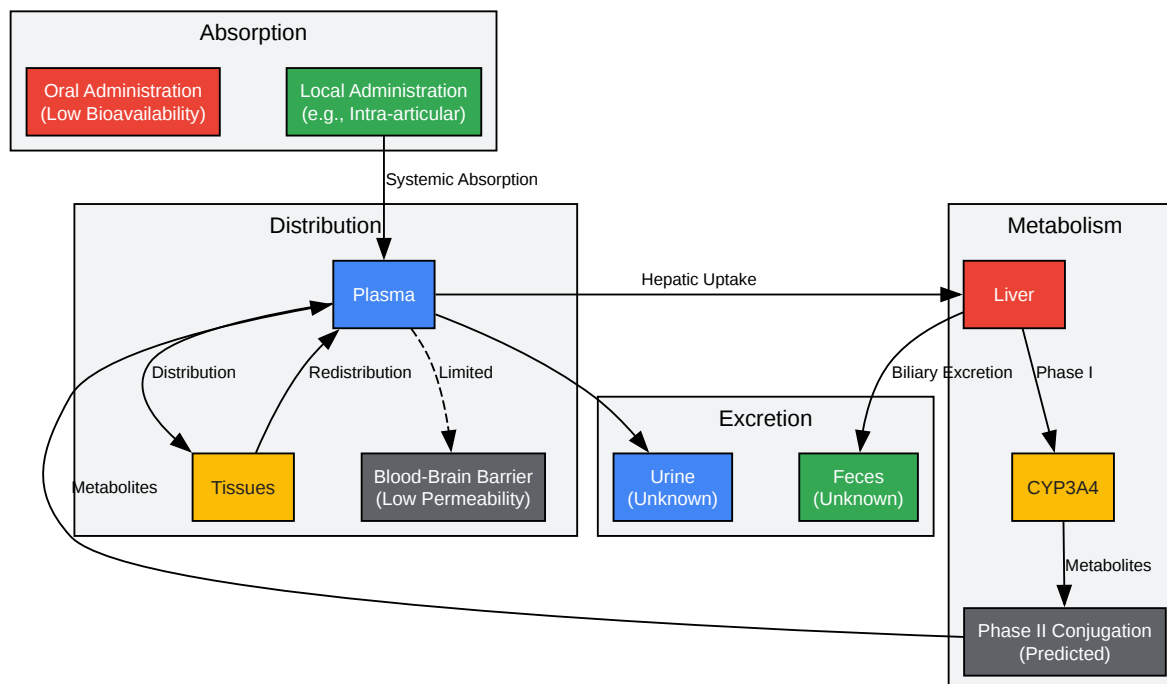 Absorption
Oral Administration
(Low Bioavailability)
Local Administration
(e.g., Intra-articular)
Systemic Absorption
Distribution
Plasma
Hepatic Uptake
Metabolism
Liver
Distribution
Redistribution
Limited
Biliary Excretion
Phase I
Excretion
Metabolites
Tissues
Blood-Brain Barrier
(Low Permeability)
Urine
(Unknown)
Feces
(Unknown)
CYP3A4
Metabolites
Phase II Conjugation
(Predicted)